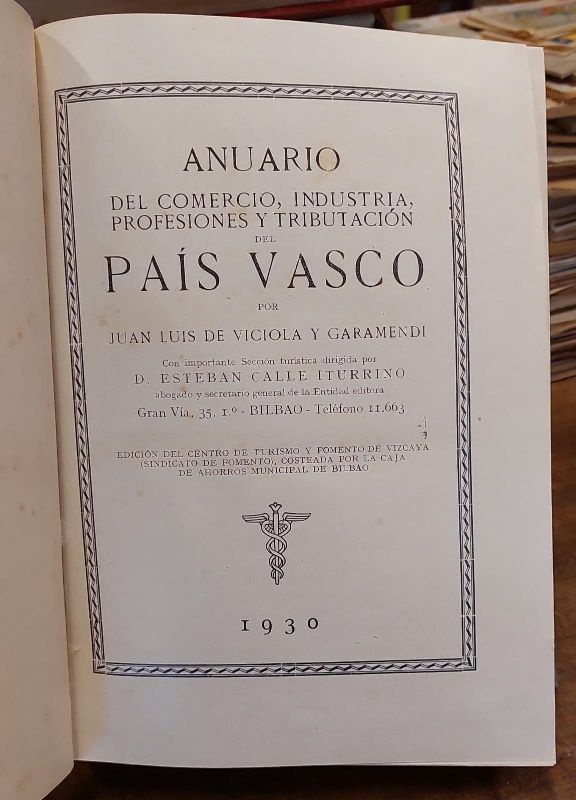 ANUARIO
DEL COMERCIO, INDUSTRIA,
PROFESIONES Y TRIBUTACIÓN
DEL
PAÍS VASCO
POR
JUAN LUIS DE VICIOLA Y GARAMENDI
Con importante Sección turística dirigida por
D. ESTEBAN CALLE ITURRINO
abogado y secretario general de la Entidad editora
Gran Vía, 35, 1.º - BILBAO - Teléfono 11.663
EDICIÓN DEL CENTRO DE TURISMO Y FOMENTO DE VIZCAYA
(SINDICATO DE FOMENTO), COSTEADA POR LA CAJA
DE AHORROS MUNICIPAL DE BILBAO
1930